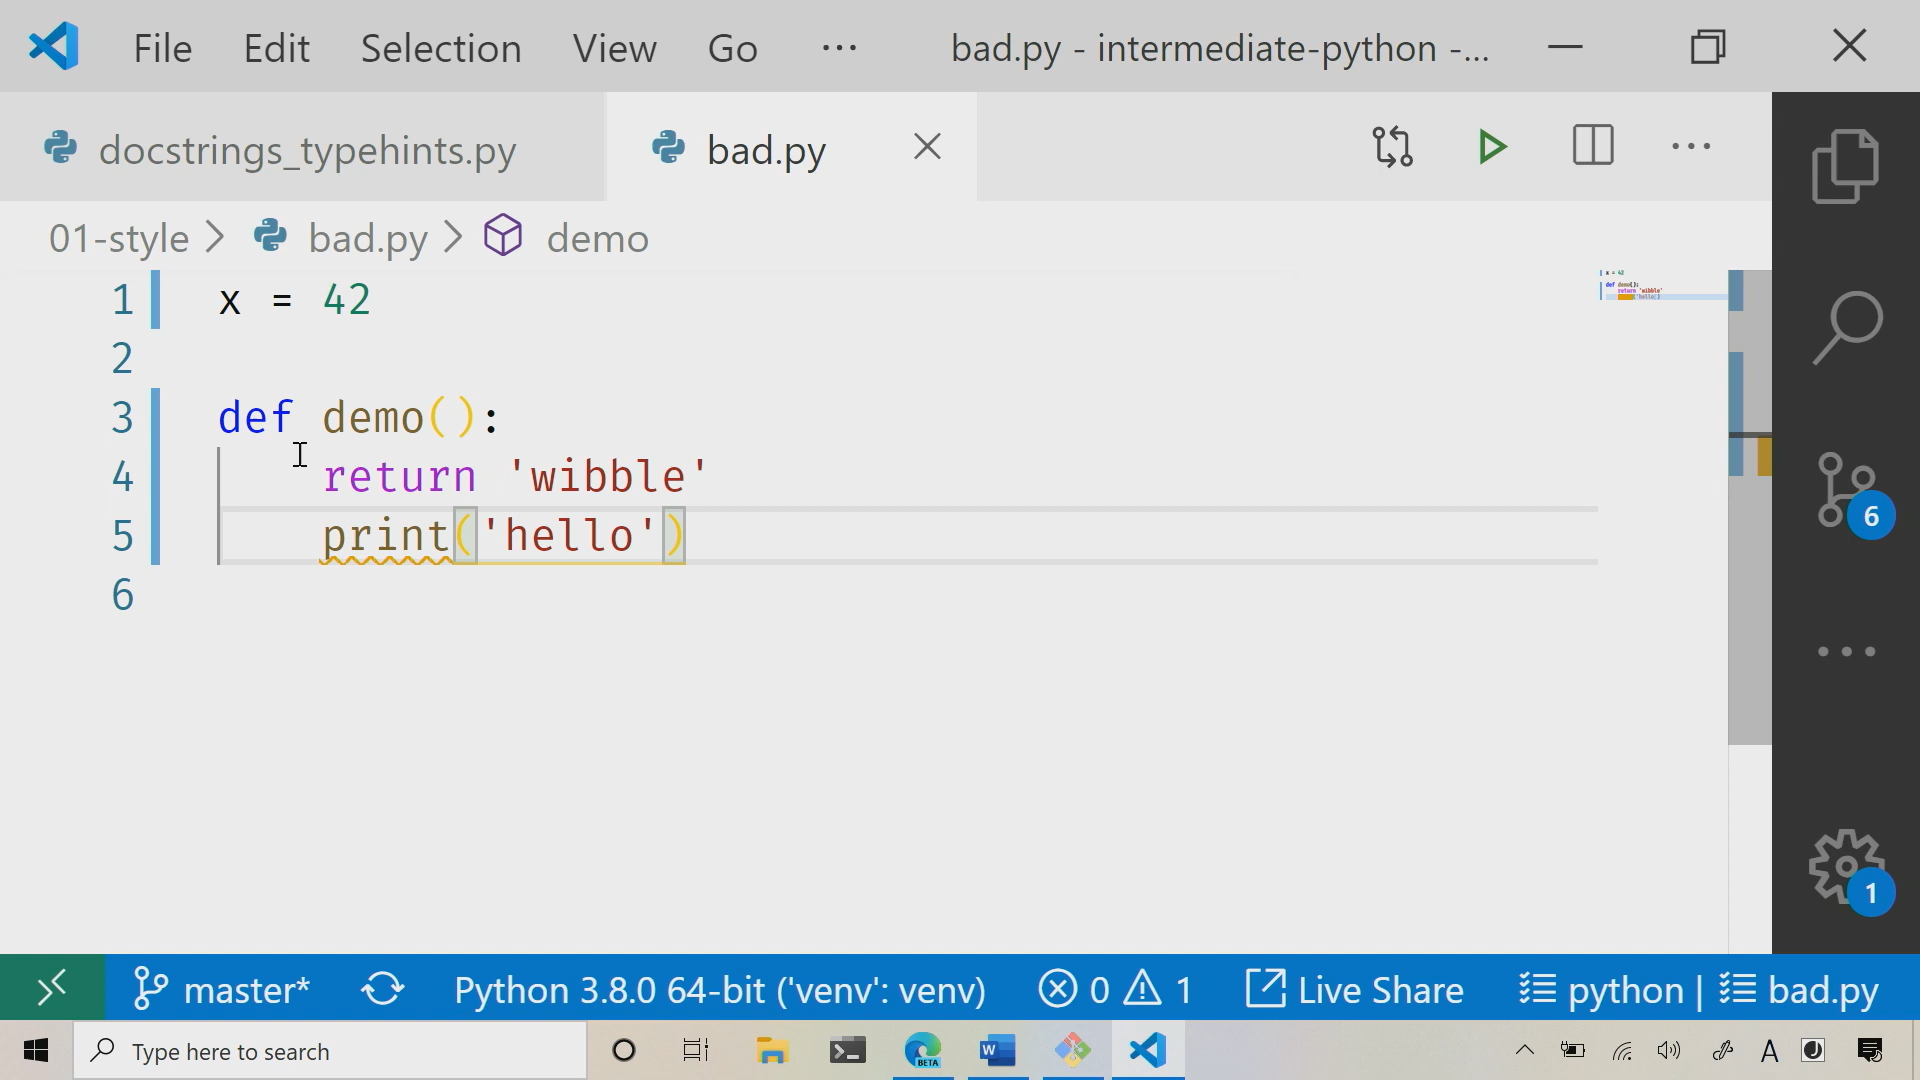 File Edit Selection View Go ··· bad.py - intermediate-python -...
docstrings_typehints.py bad.py
01-style > bad.py > demo
1 x = 42
2
3 def demo():
4 return 'wibble'
5 print('hello')
6
6
1
master* Python 3.8.0 64-bit ('venv': venv) 0 1 Live Share python | bad.py
Type here to search BETA W A